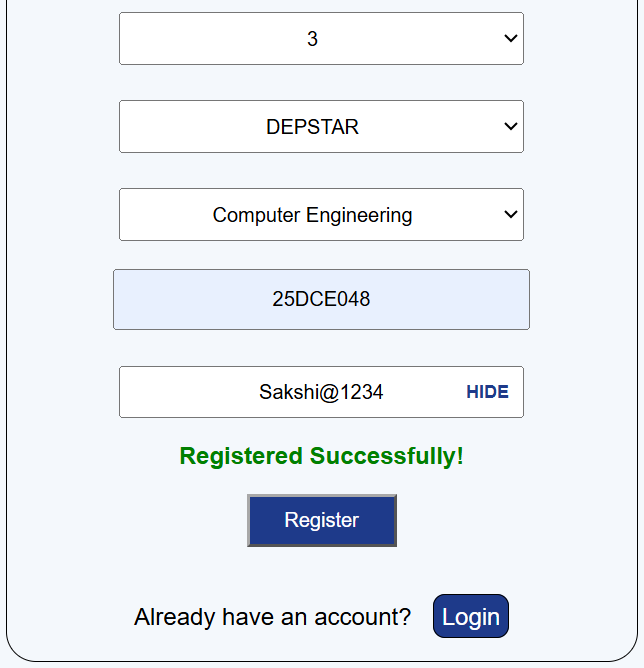 3
DEPSTAR
Computer Engineering
25DCE048
Sakshi@1234 HIDE
Registered Successfully!
Register
Already have an account? Login